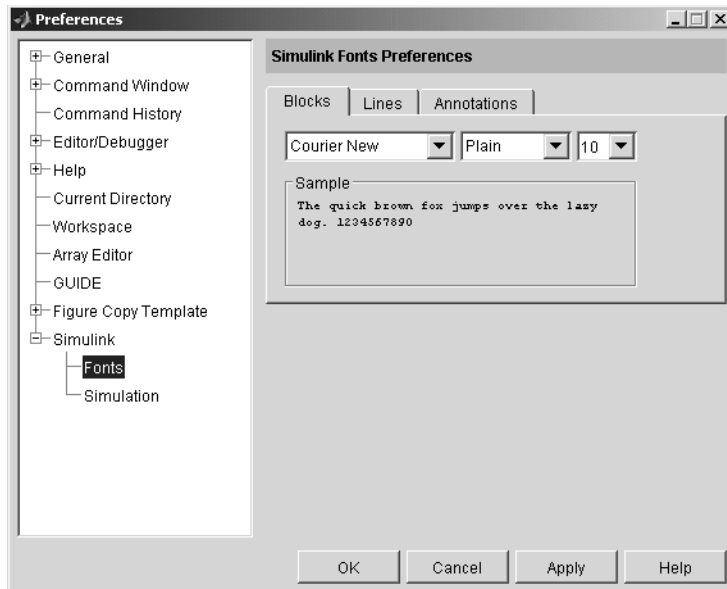 Preferences
General
Command Window
Command History
Editor/Debugger
Help
Current Directory
Workspace
Array Editor
GUIDE
Figure Copy Template
Simulink
Fonts
Simulation
Simulink Fonts Preferences
Blocks Lines Annotations
Courier New Plain 10
Sample
The quick brown fox jumps over the lazy
dog. 1234567890
OK Cancel Apply Help